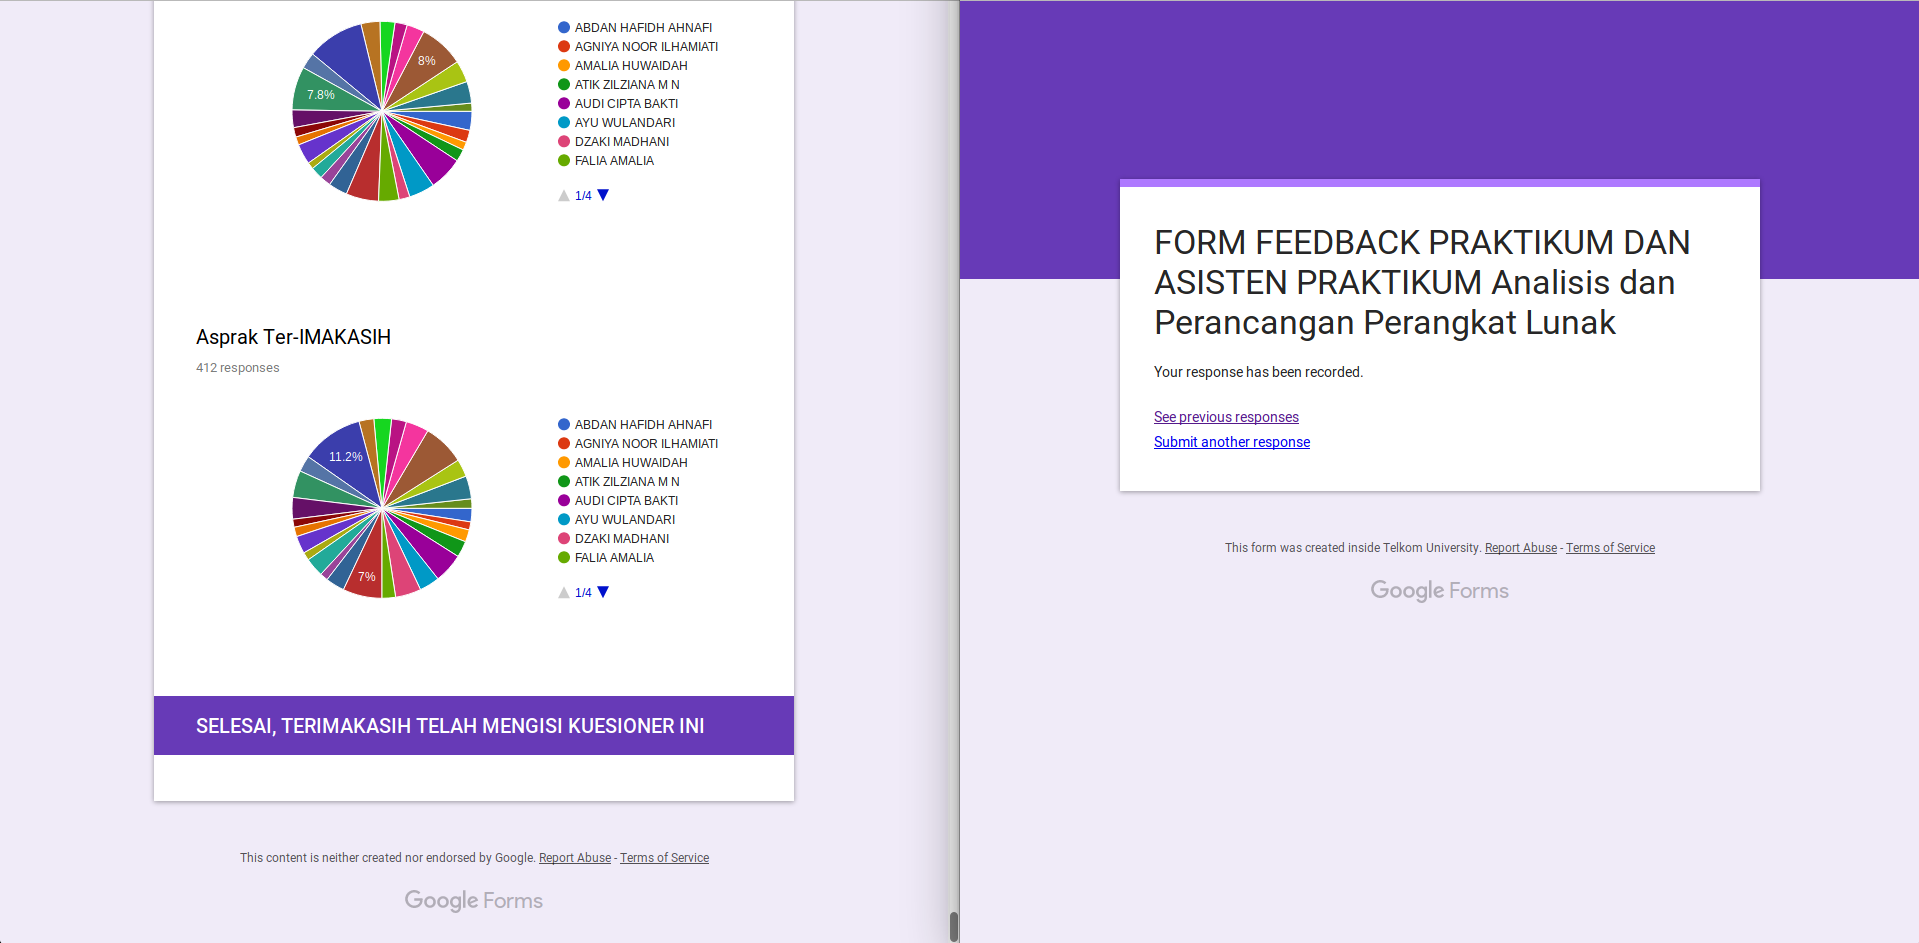 8%
7.8%
ABDAN HAFIDH AHNAFI
AGNIYA NOOR ILHAMIATI
AMALIA HUWAIDAH
ATIK ZILZIANA M N
AUDI CIPTA BAKTI
AYU WULANDARI
DZAKI MADHANI
FALIA AMALIA
1/4
Asprak Ter-IMAKASIH
412 responses
11.2%
7%
ABDAN HAFIDH AHNAFI
AGNIYA NOOR ILHAMIATI
AMALIA HUWAIDAH
ATIK ZILZIANA M N
AUDI CIPTA BAKTI
AYU WULANDARI
DZAKI MADHANI
FALIA AMALIA
1/4
SELESAI, TERIMAKASIH TELAH MENGISI KUESIONER INI
This content is neither created nor endorsed by Google. Report Abuse - Terms of Service
Google Forms
FORM FEEDBACK PRAKTIKUM DAN
ASISTEN PRAKTIKUM Analisis dan
Perancangan Perangkat Lunak
Your response has been recorded.
See previous responses
Submit another response
This form was created inside Telkom University. Report Abuse - Terms of Service
Google Forms